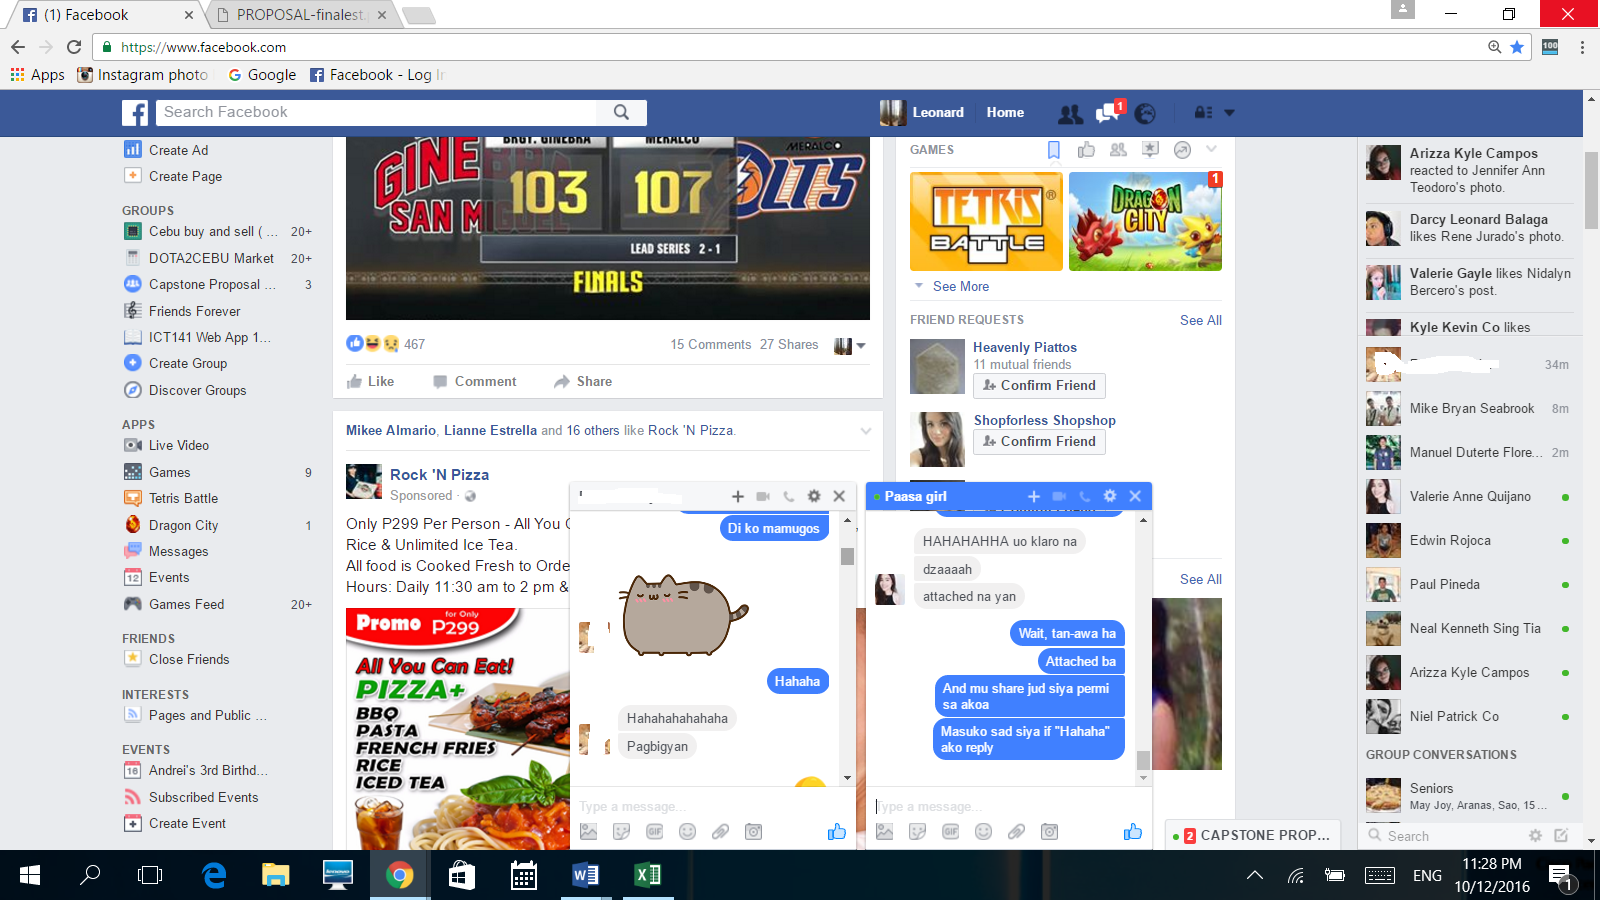 (1) Facebook
PROPOSAL-finalest.
https://www.facebook.com
100
Apps
Instagram photo
Google
Facebook - Log In
Search Facebook
Leonard
Home
1
Create Ad
Create Page
GROUPS
Cebu buy and sell ( ... 20+
DOTA2CEBU Market 20+
Capstone Proposal ... 3
Friends Forever
ICT141 Web App 1...
Create Group
Discover Groups
APPS
Live Video
Games 9
Tetris Battle
Dragon City 1
Messages
Events
Games Feed 20+
FRIENDS
Close Friends
INTERESTS
Pages and Public ...
EVENTS
Andrei's 3rd Birthd...
Subscribed Events
Create Event
BRGY. GINEBRA
MERALCO
GINEBRA
SAN MIGUEL
103
107
MERALCO
BOLTS
LEAD SERIES 2 - 1
FINALS
467
15 Comments 27 Shares
Like
Comment
Share
Mikee Almario, Lianne Estrella and 16 others like Rock 'N Pizza.
Rock 'N Pizza
Sponsored ·
Only P299 Per Person - All You C
Rice & Unlimited Ice Tea.
All food is Cooked Fresh to Orde
Hours: Daily 11:30 am to 2 pm &
Promo
for Only
P299
All You Can Eat!
PIZZA+
BBQ
PASTA
FRENCH FRIES
RICE
ICED TEA
Di ko mamugos
Hahaha
Hahahahahahaha
Pagbigyan
Type a message...
GIF
Paasa girl
HAHAHAHHA uo klaro na
dzaaaah
attached na yan
Wait, tan-awa ha
Attached ba
And mu share jud siya permi
sa akoa
Masuko sad siya if "Hahaha"
ako reply
Type a message...
GIF
GAMES
TETRIS®
BATTLE
DRAGON
CITY
1
See More
FRIEND REQUESTS
See All
Heavenly Piattos
11 mutual friends
Confirm Friend
Shopforless Shopshop
Confirm Friend
See All
2 CAPSTONE PROP...
Arizza Kyle Campos
reacted to Jennifer Ann
Teodoro's photo.
Darcy Leonard Balaga
likes Rene Jurado's photo.
Valerie Gayle likes Nidalyn
Bercero's post.
Kyle Kevin Co likes
34m
Mike Bryan Seabrook 8m
Manuel Duterte Flore... 2m
Valerie Anne Quijano
Edwin Rojoca
Paul Pineda
Neal Kenneth Sing Tia
Arizza Kyle Campos
Niel Patrick Co
GROUP CONVERSATIONS
Seniors
May Joy, Aranas, Sao, 15 ...
Search
Lenovo
ENG
11:28 PM
10/12/2016
1